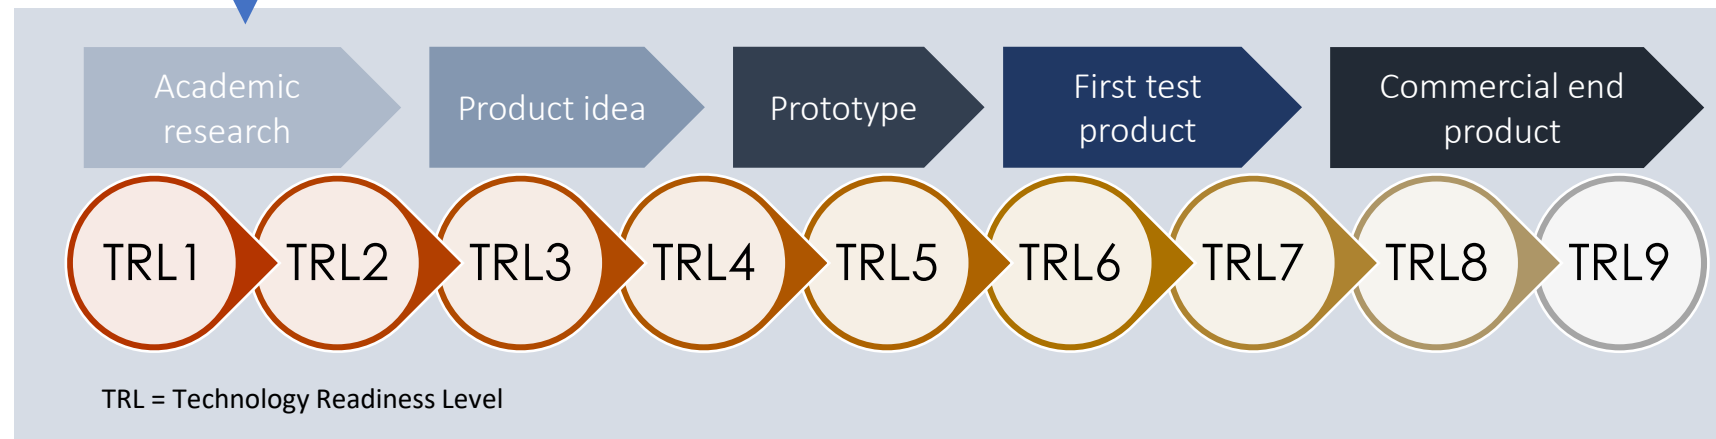 Academic
research
Product idea
Prototype
First test
product
Commercial end
product
TRL1
TRL2
TRL3
TRL4
TRL5
TRL6
TRL7
TRL8
TRL9
TRL = Technology Readiness Level